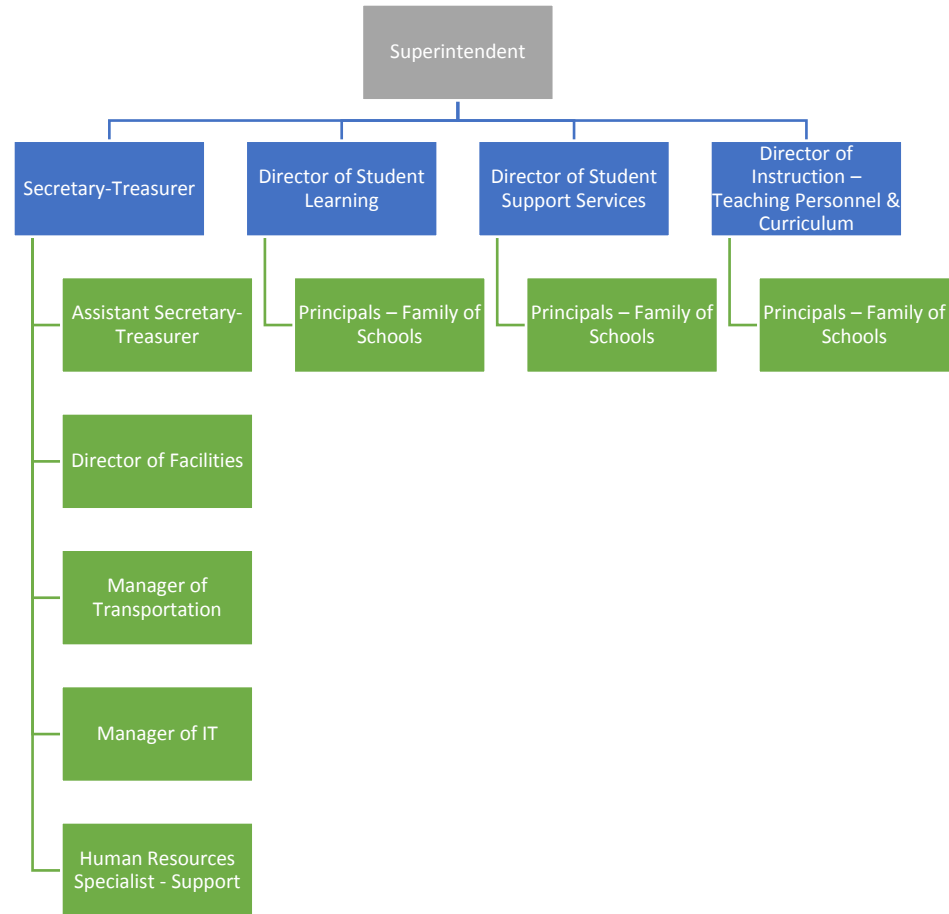 Superintendent
Secretary-Treasurer
Director of Student
Learning
Director of Student
Support Services
Director of
Instruction –
Teaching Personnel &
Curriculum
Assistant Secretary-
Treasurer
Principals – Family of
Schools
Principals – Family of
Schools
Principals – Family of
Schools
Director of Facilities
Manager of
Transportation
Manager of IT
Human Resources
Specialist - Support